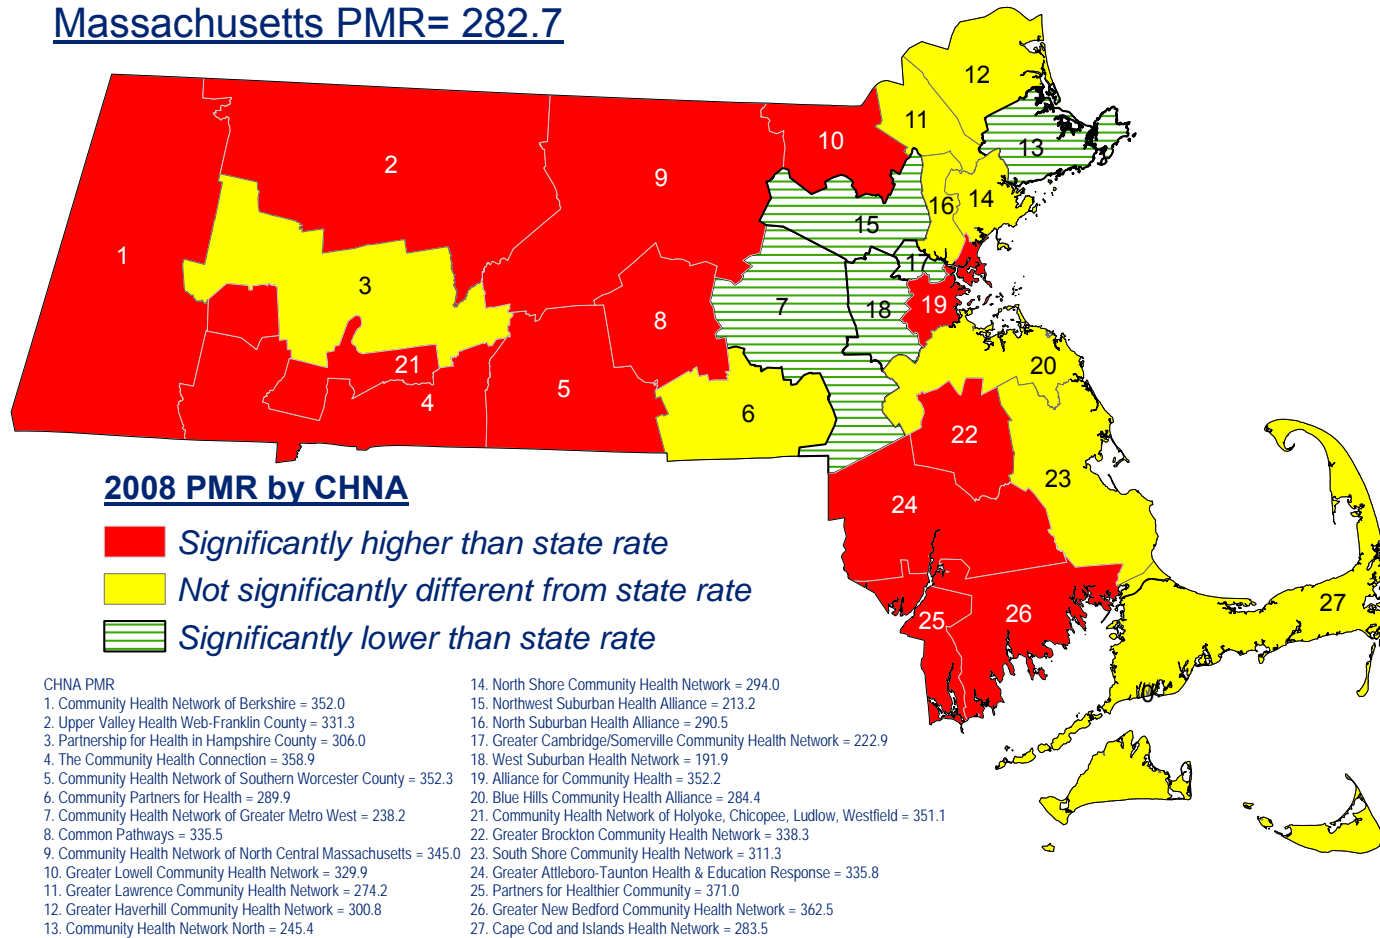 Massachusetts PMR= 282.7
12
11
10
13
2
9
14
16
15
1
17
3
7
18
19
8
21
20
5
4
6
22
23
24
27
25
26
0
2008 PMR by CHNA
Significantly higher than state rate
Not significantly different from state rate
Significantly lower than state rate
CHNA PMR
1. Community Health Network of Berkshire = 352.0
2. Upper Valley Health Web-Franklin County = 331.3
3. Partnership for Health in Hampshire County = 306.0
4. The Community Health Connection = 358.9
5. Community Health Network of Southern Worcester County = 352.3
6. Community Partners for Health = 289.9
7. Community Health Network of Greater Metro West = 238.2
8. Common Pathways = 335.5
9. Community Health Network of North Central Massachusetts = 345.0
10. Greater Lowell Community Health Network = 329.9
11. Greater Lawrence Community Health Network = 274.2
12. Greater Haverhill Community Health Network = 300.8
13. Community Health Network North = 245.4
14. North Shore Community Health Network = 294.0
15. Northwest Suburban Health Alliance = 213.2
16. North Suburban Health Alliance = 290.5
17. Greater Cambridge/Somerville Community Health Network = 222.9
18. West Suburban Health Network = 191.9
19. Alliance for Community Health = 352.2
20. Blue Hills Community Health Alliance = 284.4
21. Community Health Network of Holyoke, Chicopee, Ludlow, Westfield = 351.1
22. Greater Brockton Community Health Network = 338.3
23. South Shore Community Health Network = 311.3
24. Greater Attleboro-Taunton Health & Education Response = 335.8
25. Partners for Healthier Community = 371.0
26. Greater New Bedford Community Health Network = 362.5
27. Cape Cod and Islands Health Network = 283.5